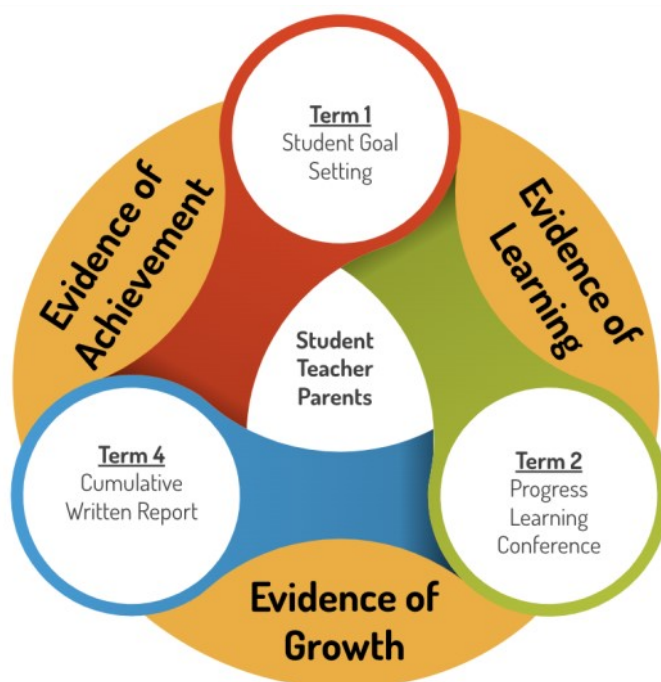 Term 1
Student Goal
Setting
Evidence of
Achievement
Evidence of
Learning
Student
Teacher
Parents
Term 4
Cumulative
Written Report
Term 2
Progress
Learning
Conference
Evidence of
Growth